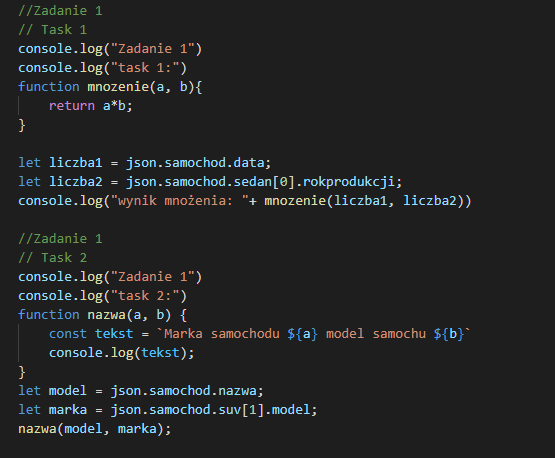 //Zadanie 1
// Task 1
console.log("Zadanie 1")
console.log("task 1:")
function mnozenie(a, b){
    return a*b;
}

let liczba1 = json.samochod.data;
let liczba2 = json.samochod.sedan[0].rokprodukcji;
console.log("wynik mnożenia: "+ mnozenie(liczba1, liczba2))

//Zadanie 1
// Task 2
console.log("Zadanie 1")
console.log("task 2:")
function nazwa(a, b) {
    const tekst = `Marka samochodu ${a} model samochu ${b}`
    console.log(tekst);
}
let model = json.samochod.nazwa;
let marka = json.samochod.suv[1].model;
nazwa(model, marka);